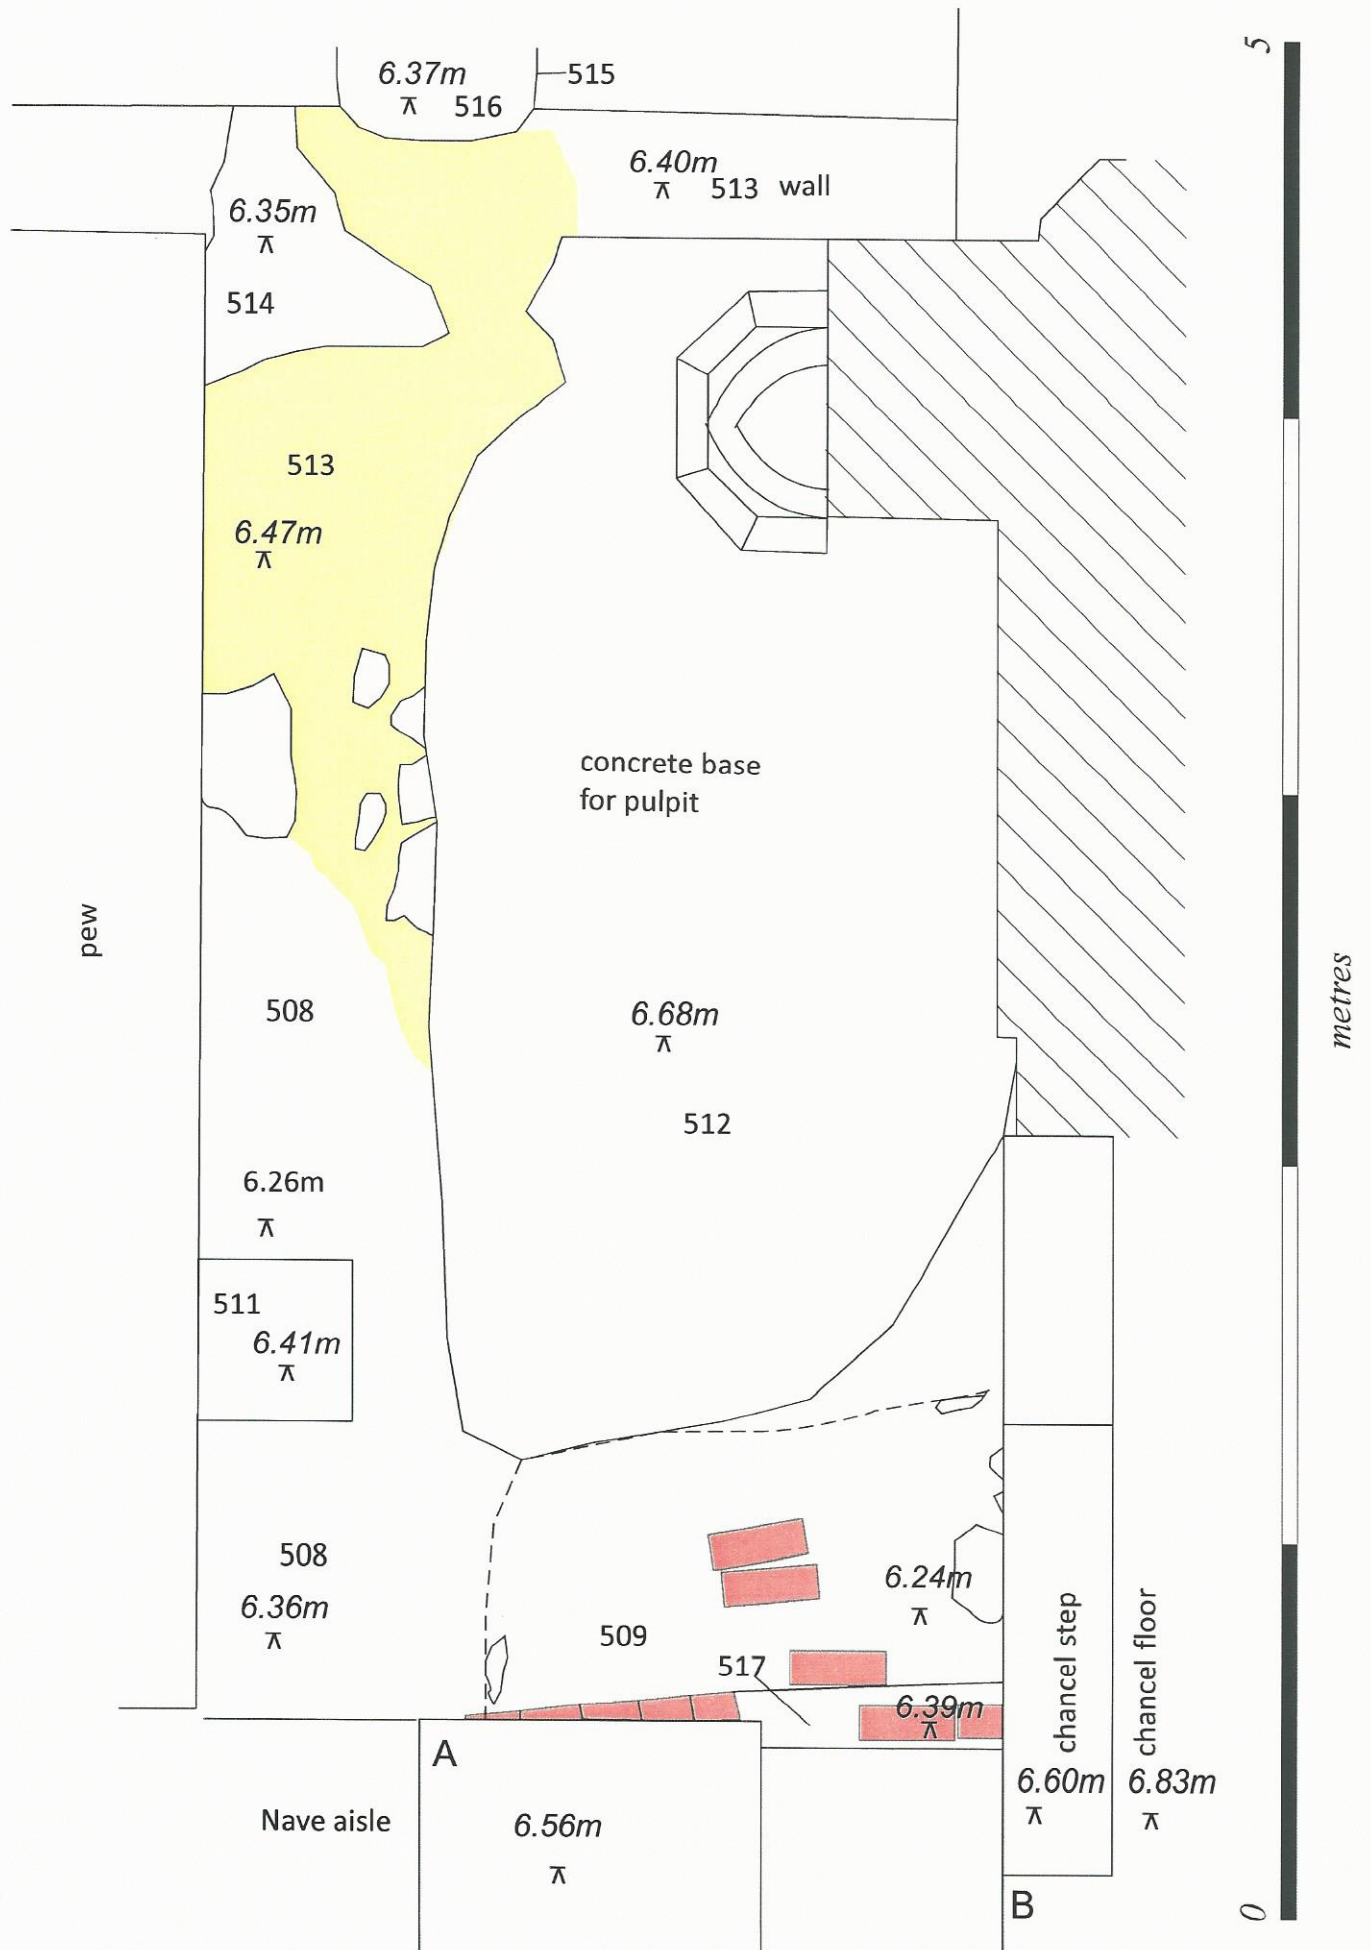 5
6.37m
515
516
6.40m
513 wall
6.35m
514
513
6.47m
concrete base
for pulpit
pew
508
6.68m
metres
512
6.26m
511
6.41m
508
6.24m
6.36m
509
517
chancel step
chancel floor
6.39m
A
6.60m
6.83m
Nave aisle
6.56m
B
0